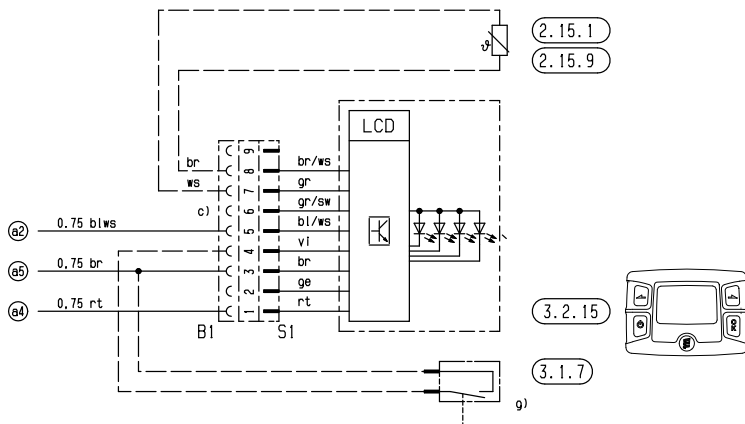 2.15.1
ϑ
2.15.9
LCD
br
9
8
br/ws
ws
7
gr
c)
6
gr/sw
a2
0.75 blws
5
bl/ws
4
vi
a5
0,75 br
3
br
2
ge
a4
0,75 rt
1
rt
B1
S1
3.2.15
3.1.7
g)